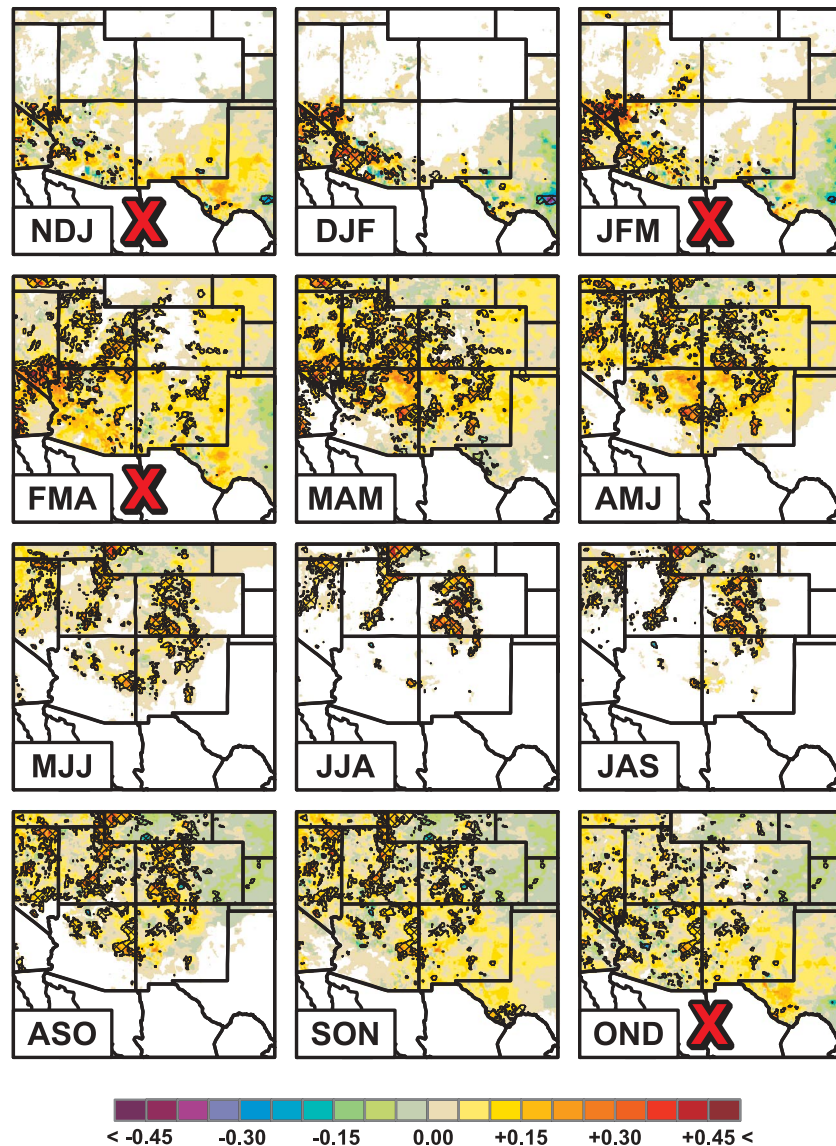 NDJ X DJF JFM X
FMA X MAM AMJ
MJJ JJA JAS
ASO SON OND X
< -0.45 -0.30 -0.15 0.00 +0.15 +0.30 +0.45 <